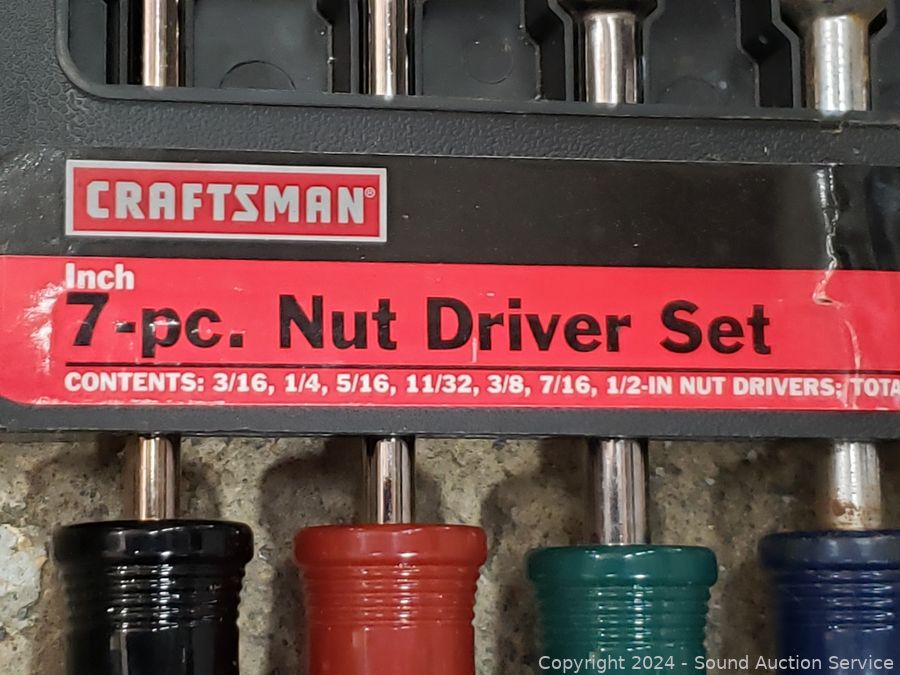 CRAFTSMAN®
Inch
7-pc. Nut Driver Set
CONTENTS: 3/16, 1/4, 5/16, 11/32, 3/8, 7/16, 1/2-IN NUT DRIVERS; TOTA
Copyright 2024 - Sound Auction Service